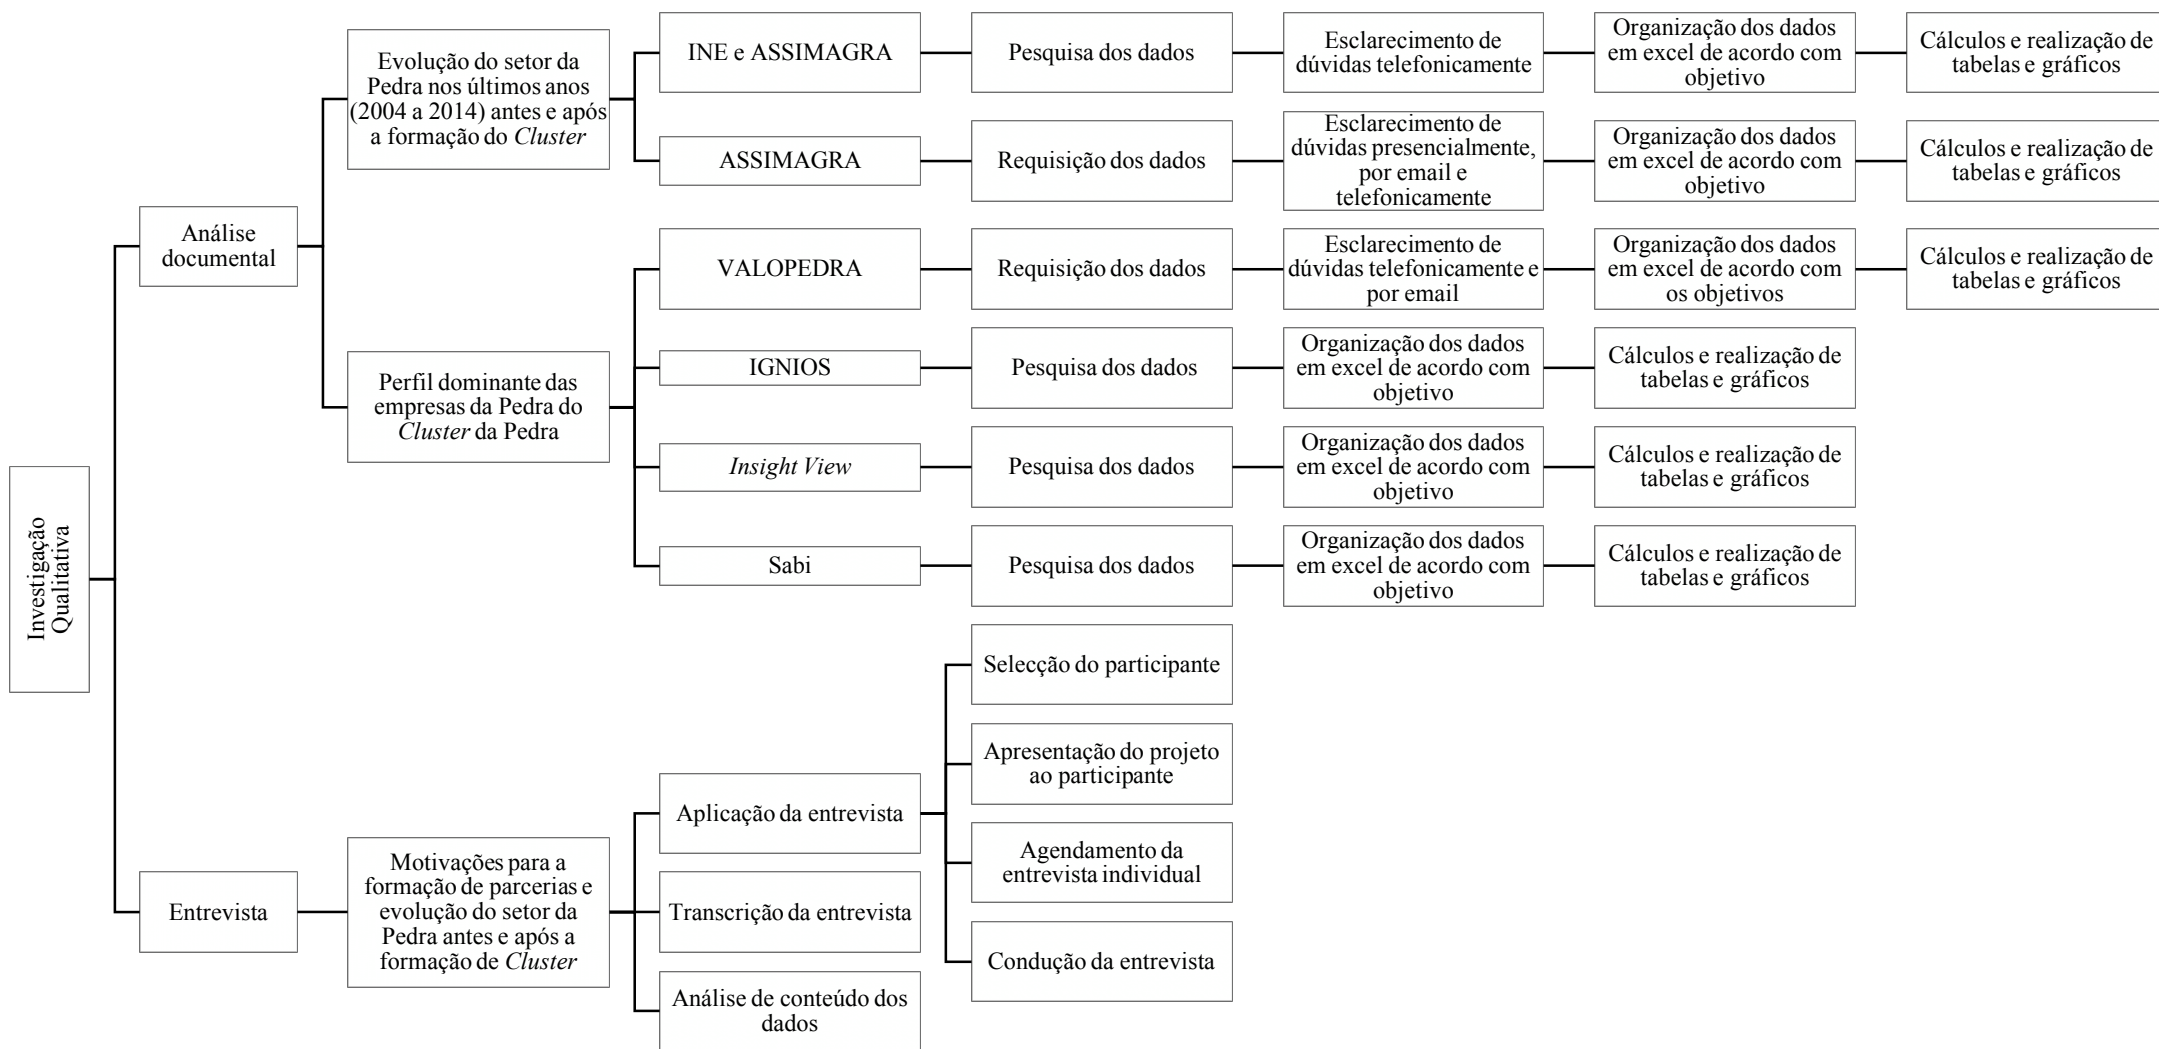 Investigação
Qualitativa
Análise
documental
Evolução do setor da
Pedra nos últimos anos
(2004 a 2014) antes e após
a formação do Cluster
INE e ASSIMAGRA
Pesquisa dos dados
Esclarecimento de
dúvidas telefonicamente
Organização dos dados
em excel de acordo com
objetivo
Cálculos e realização de
tabelas e gráficos
ASSIMAGRA
Requisição dos dados
Esclarecimento de
dúvidas presencialmente,
por email e
telefonicamente
Organização dos dados
em excel de acordo com
objetivo
Cálculos e realização de
tabelas e gráficos
Perfil dominante das
empresas da Pedra do
Cluster da Pedra
VALOPEDRA
Requisição dos dados
Esclarecimento de
dúvidas telefonicamente e
por email
Organização dos dados
em excel de acordo com
os objetivos
Cálculos e realização de
tabelas e gráficos
IGNIOS
Pesquisa dos dados
Organização dos dados
em excel de acordo com
objetivo
Cálculos e realização de
tabelas e gráficos
Insight View
Pesquisa dos dados
Organização dos dados
em excel de acordo com
objetivo
Cálculos e realização de
tabelas e gráficos
Sabi
Pesquisa dos dados
Organização dos dados
em excel de acordo com
objetivo
Cálculos e realização de
tabelas e gráficos
Entrevista
Motivações para a
formação de parcerias e
evolução do setor da
Pedra antes e após a
formação de Cluster
Aplicação da entrevista
Selecção do participante
Apresentação do projeto
ao participante
Agendamento da
entrevista individual
Condução da entrevista
Transcrição da entrevista
Análise de conteúdo dos
dados